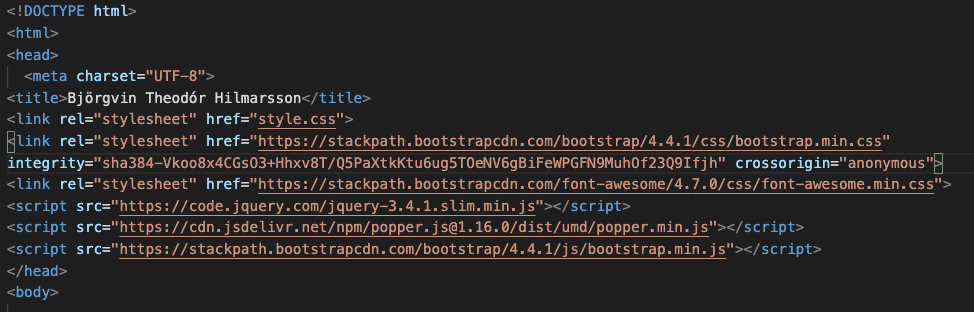 <!DOCTYPE html>
<html>
<head>
<meta charset="UTF-8">
<title>Björgvin Theodór Hilmarsson</title>
<link rel="stylesheet" href="style.css">
<link rel="stylesheet" href="https://stackpath.bootstrapcdn.com/bootstrap/4.4.1/css/bootstrap.min.css"
integrity="sha384-Vkoo8x4CGsO3+Hhxv8T/Q5PaXtkKtu6ug5TOeNV6gBiFeWPGFN9MuhOf23Q9Ifjh" crossorigin="anonymous">
<link rel="stylesheet" href="https://stackpath.bootstrapcdn.com/font-awesome/4.7.0/css/font-awesome.min.css">
<script src="https://code.jquery.com/jquery-3.4.1.slim.min.js"></script>
<script src="https://cdn.jsdelivr.net/npm/popper.js@1.16.0/dist/umd/popper.min.js"></script>
<script src="https://stackpath.bootstrapcdn.com/bootstrap/4.4.1/js/bootstrap.min.js"></script>
</head>
<body>